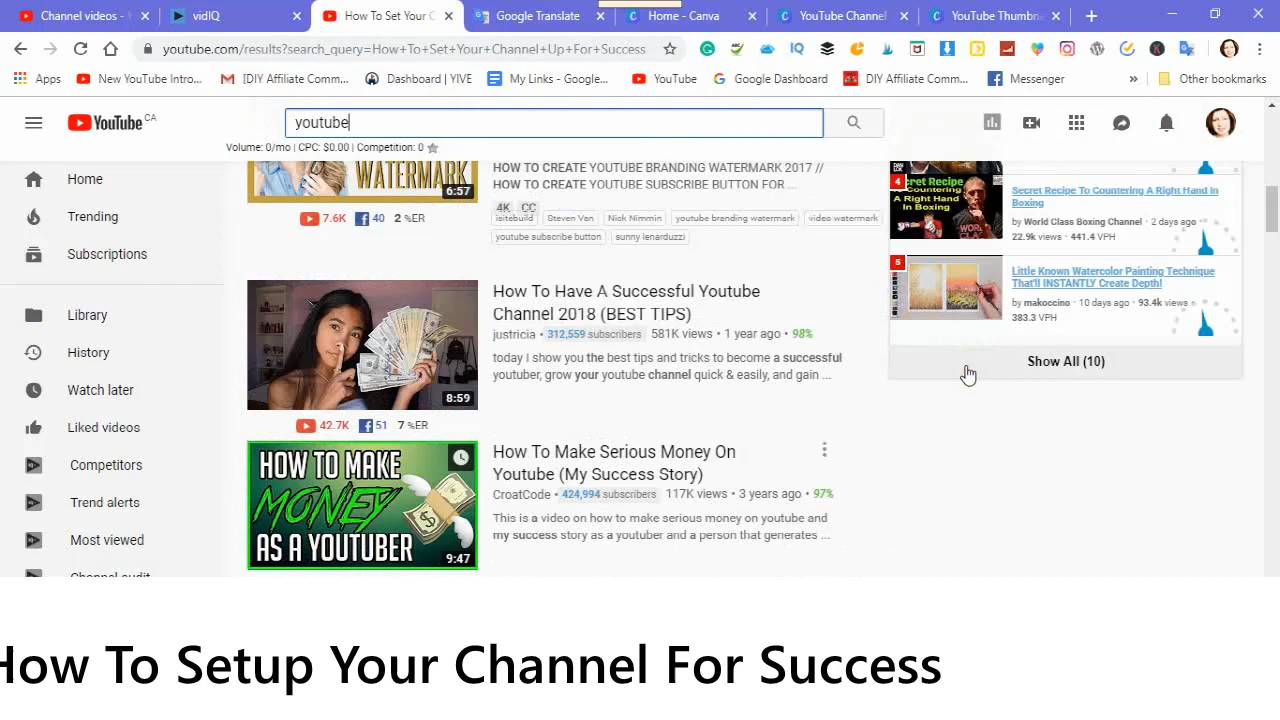 Channel videos -
vidIQ
How To Set Your C
Google Translate
Home - Canva
YouTube Channel
YouTube Thumbn
youtube.com/results?search_query=How+To+Set+Your+Channel+Up+For+Success
Apps
New YouTube Intro...
[DIY Affiliate Comm...
Dashboard | YIVE
My Links - Google...
YouTube
Google Dashboard
DIY Affiliate Comm...
Messenger
»
Other bookmarks
YouTube CA
youtube
Volume: 0/mo | CPC: $0.00 | Competition: 0
Home
Trending
Subscriptions
Library
History
Watch later
Liked videos
Competitors
Trend alerts
Most viewed
Channel audit
WATERMARK
6:57
7.6K 40 2 %ER
HOW TO CREATE YOUTUBE BRANDING WATERMARK 2017 //
HOW TO CREATE YOUTUBE SUBSCRIBE BUTTON FOR ...
4K CC
isitebuild Steven Van Nick Nimmin youtube branding watermark video watermark
youtube subscribe button sunny lenarduzzi
8:59
42.7K 51 7 %ER
How To Have A Successful Youtube
Channel 2018 (BEST TIPS)
justricia • 312,559 subscribers 581K views • 1 year ago • 98%
today I show you the best tips and tricks to become a successful
youtuber, grow your youtube channel quick & easily, and gain ...
HOW TO MAKE
MONEY
AS A YOUTUBER
9:47
How To Make Serious Money On
Youtube (My Success Story)
CroatCode • 424,994 subscribers 117K views • 3 years ago • 97%
This is a video on how to make serious money on youtube and
my success story as a youtuber and a person that generates ...
4
Secret Recipe
To Countering
A Right Hand
in Boxing
Secret Recipe To Countering A Right Hand In
Boxing
by World Class Boxing Channel • 2 days ago •
22.9k views • 441.4 VPH
5
Little Known Watercolor Painting Technique
That'll INSTANTLY Create Depth!
by makoccino • 10 days ago • 93.4k views •
383.3 VPH
Show All (10)
How To Setup Your Channel For Success